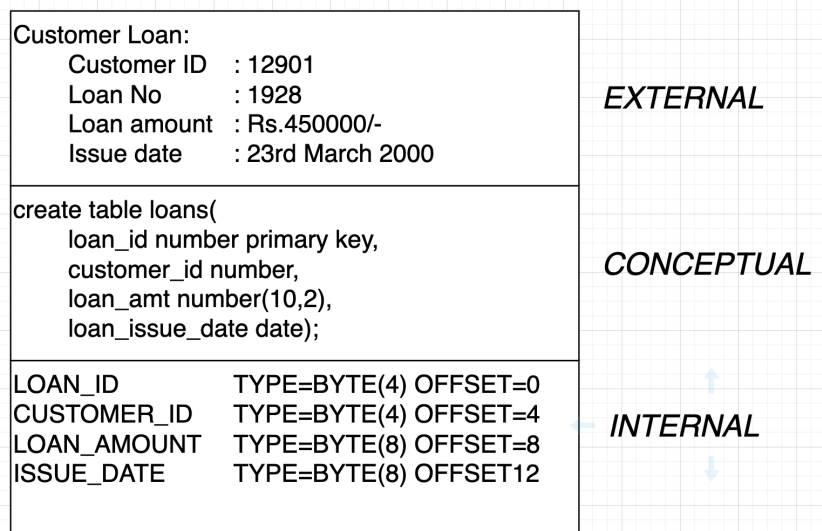 Customer Loan:
Customer ID : 12901
Loan No : 1928
Loan amount : Rs.450000/-
Issue date : 23rd March 2000
EXTERNAL
create table loans(
loan_id number primary key,
customer_id number,
loan_amt number(10,2),
loan_issue_date date);
CONCEPTUAL
LOAN_ID TYPE=BYTE(4) OFFSET=0
CUSTOMER_ID TYPE=BYTE(4) OFFSET=4
LOAN_AMOUNT TYPE=BYTE(8) OFFSET=8
ISSUE_DATE TYPE=BYTE(8) OFFSET12
INTERNAL